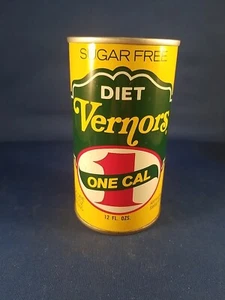 SUGAR FREE
DIET
Vernors
1
ONE CAL
12 FL. OZS